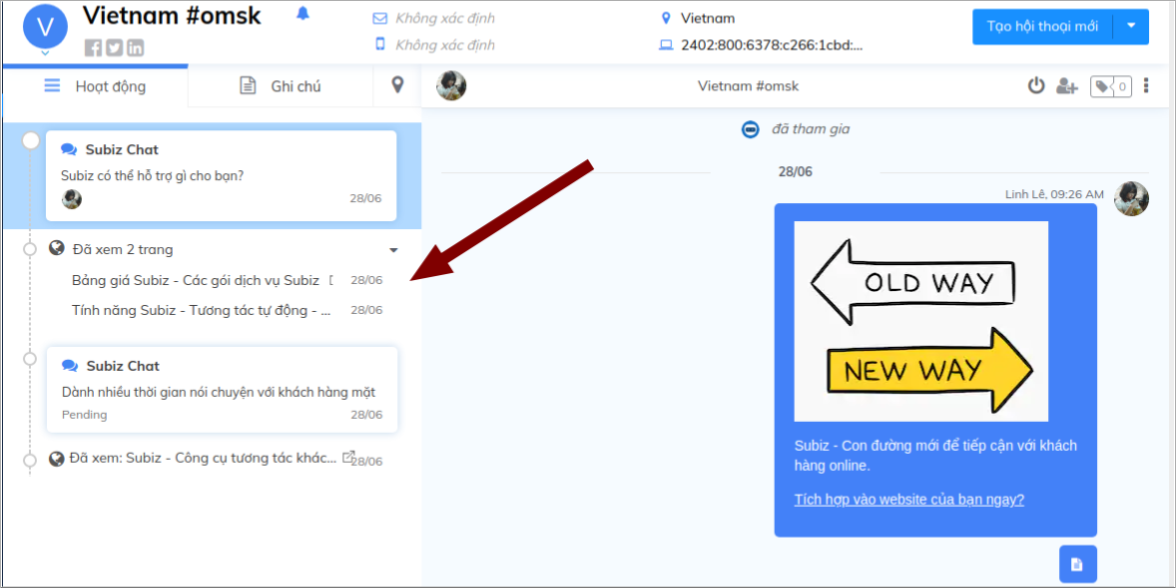 V
Vietnam #omsk
Không xác định
Không xác định
Vietnam
2402:800:6378:c266:1cbd:...
Tạo hội thoại mới
Hoạt động
Ghi chú
Vietnam #omsk
0
Subiz Chat
Subiz có thể hỗ trợ gì cho bạn?
28/06
Đã xem 2 trang
Bảng giá Subiz - Các gói dịch vụ Subiz
28/06
Tính năng Subiz - Tương tác tự động - ...
28/06
Subiz Chat
Dành nhiều thời gian nói chuyện với khách hàng mặt
Pending
28/06
Đã xem: Subiz - Công cụ tương tác khác...
28/06
đã tham gia
28/06
Linh Lê, 09:26 AM
OLD WAY
NEW WAY
Subiz - Con đường mới để tiếp cận với khách
hàng online.
Tích hợp vào website của bạn ngay?